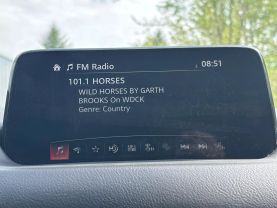 FM Radio
08:51
101.1 HORSES
WILD HORSES BY GARTH
BROOKS On WDCK
Genre: Country